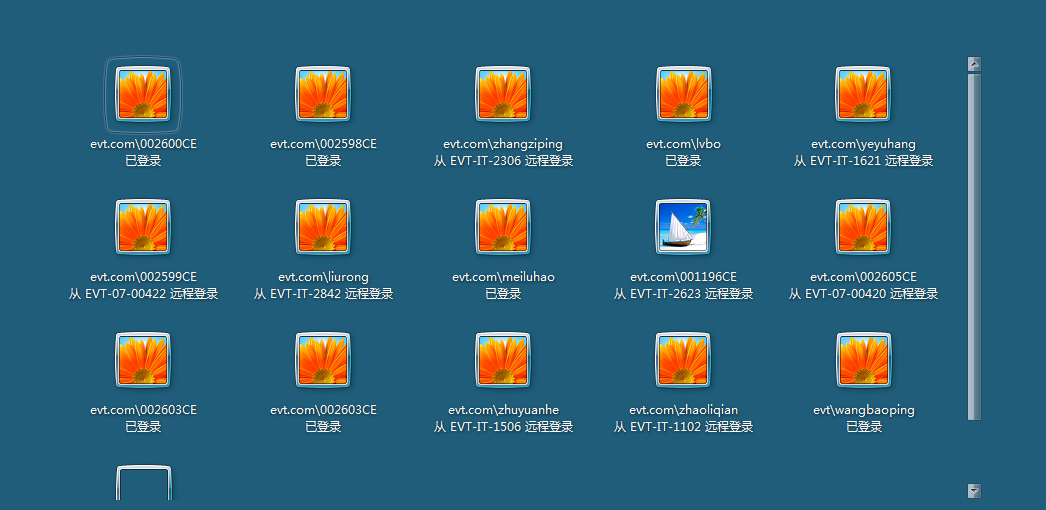 evt.com\002600CE
已登录
evt.com\002598CE
已登录
evt.com\zhangziping
从 EVT-IT-2306 远程登录
evt.com\lvbo
已登录
evt.com\yeyuhang
从 EVT-IT-1621 远程登录
evt.com\002599CE
从 EVT-07-00422 远程登录
evt.com\liurong
从 EVT-IT-2842 远程登录
evt.com\meiluhao
已登录
evt.com\001196CE
从 EVT-IT-2623 远程登录
evt.com\002605CE
从 EVT-07-00420 远程登录
evt.com\002603CE
已登录
evt.com\002603CE
已登录
evt.com\zhuyuanhe
从 EVT-IT-1506 远程登录
evt.com\zhaoliqian
从 EVT-IT-1102 远程登录
evt\wangbaoping
已登录